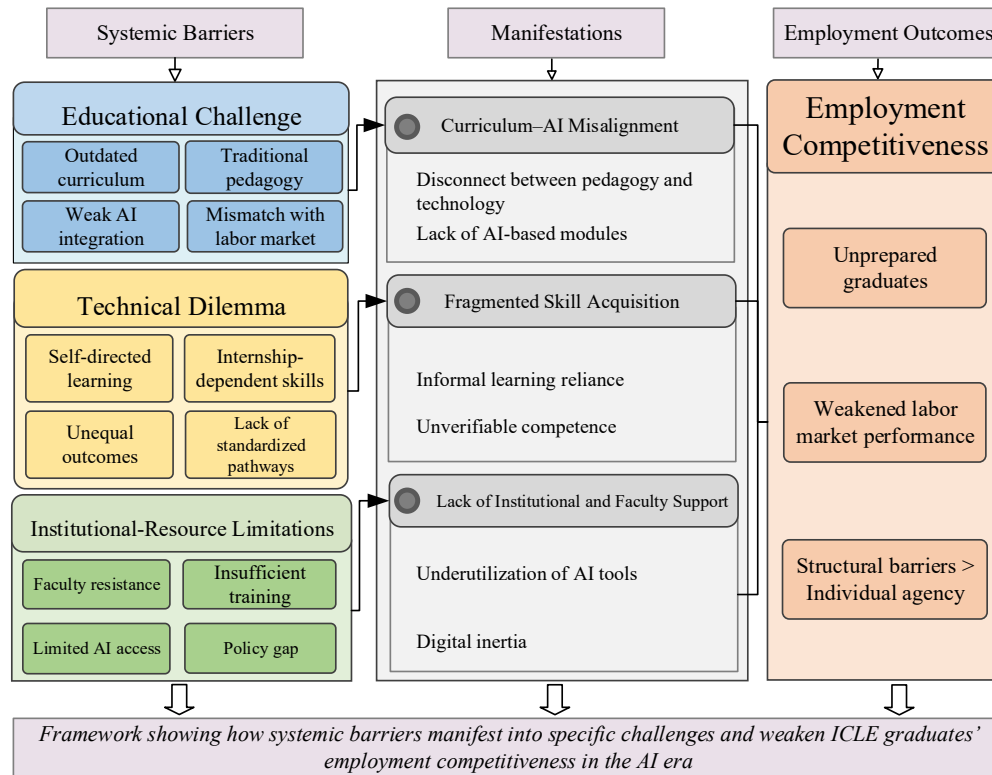 Systemic Barriers
Manifestations
Employment Outcomes
Educational Challenge
Outdated
curriculum
Traditional
pedagogy
Weak AI
integration
Mismatch with
labor market
Technical Dilemma
Self-directed
learning
Internship-
dependent skills
Unequal
outcomes
Lack of
standardized
pathways
Institutional-Resource Limitations
Faculty resistance
Insufficient
training
Limited AI access
Policy gap
Curriculum–AI Misalignment
Disconnect between pedagogy and
technology
Lack of AI-based modules
Fragmented Skill Acquisition
Informal learning reliance
Unverifiable competence
Lack of Institutional and Faculty Support
Underutilization of AI tools
Digital inertia
Employment
Competitiveness
Unprepared
graduates
Weakened labor
market performance
Structural barriers >
Individual agency
Framework showing how systemic barriers manifest into specific challenges and weaken ICLE graduates’
employment competitiveness in the AI era